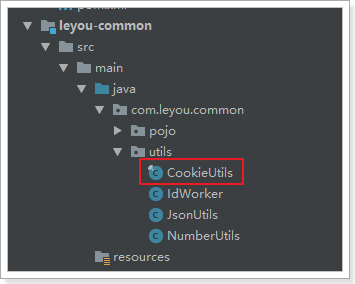 leyou-common
src
main
java
com.leyou.common
pojo
utils
CookieUtils
IdWorker
JsonUtils
NumberUtils
resources